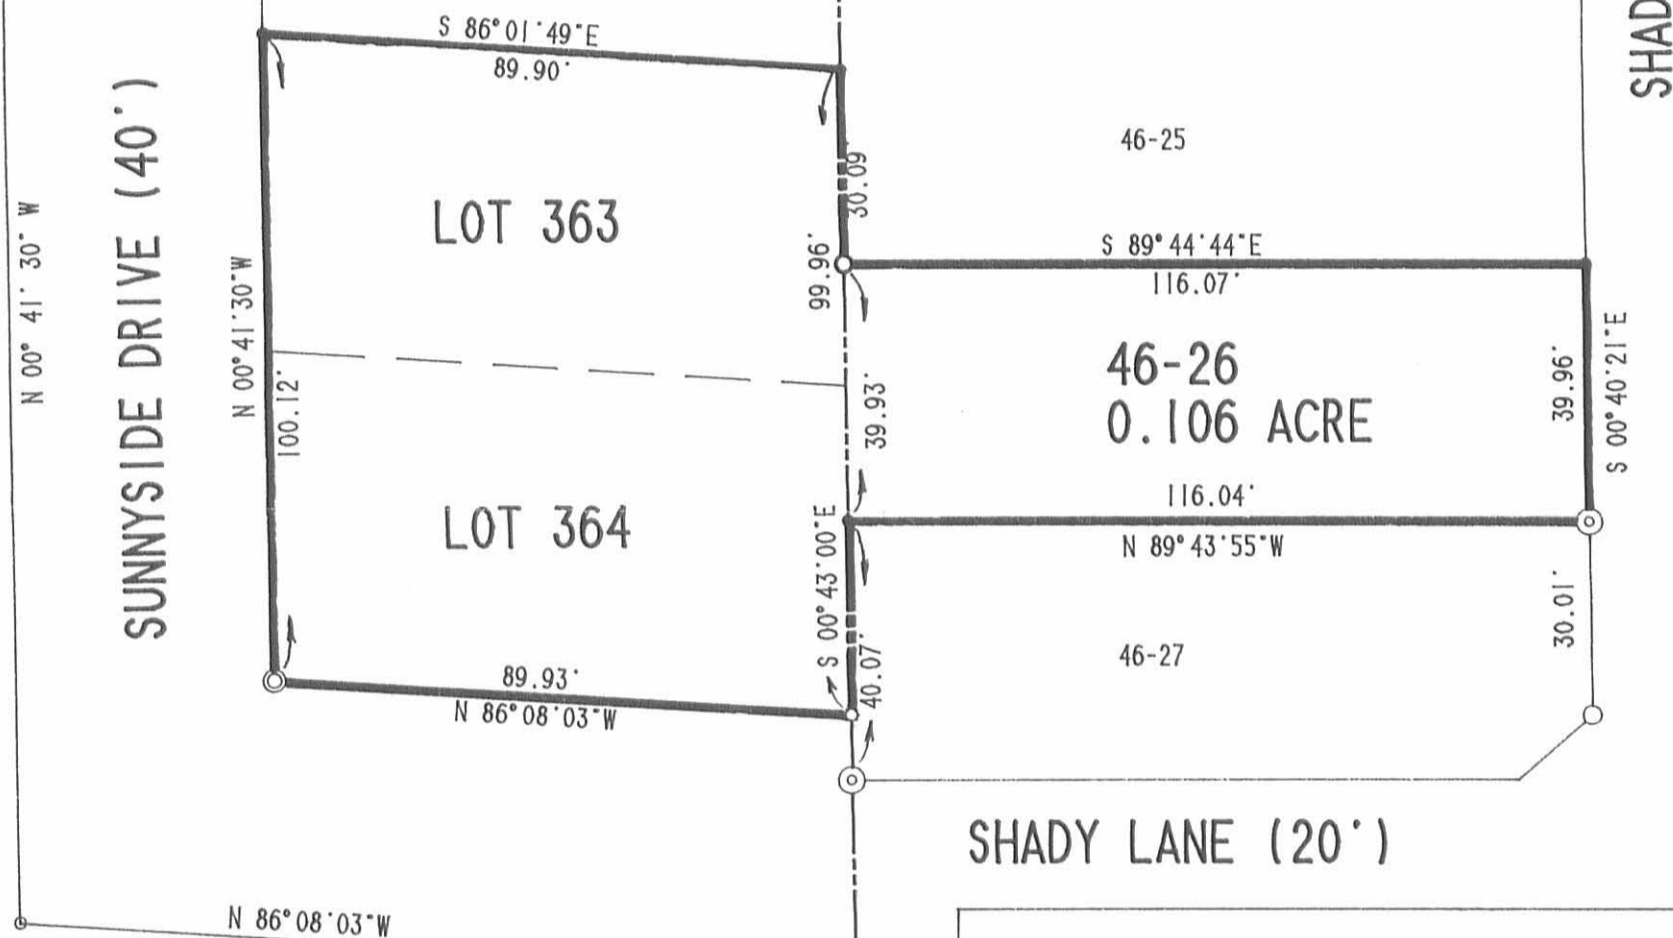 S 86°01'49"E
89.90'
SHAD
SUNNYSIDE DRIVE (40')
46-25
30.09'
N 00° 41' 30" W
LOT 363
S 89°44'44"E
99.96'
116.07'
N 00°41'30"W
46-26
0.106 ACRE
39.96'
S 00°40'21"E
100.12'
39.93'
116.04'
LOT 364
S 00°43'00"E
N 89°43'55"W
30.01'
46-27
89.93'
40.07'
N 86°08'03"W
SHADY LANE (20')
N 86°08'03"W